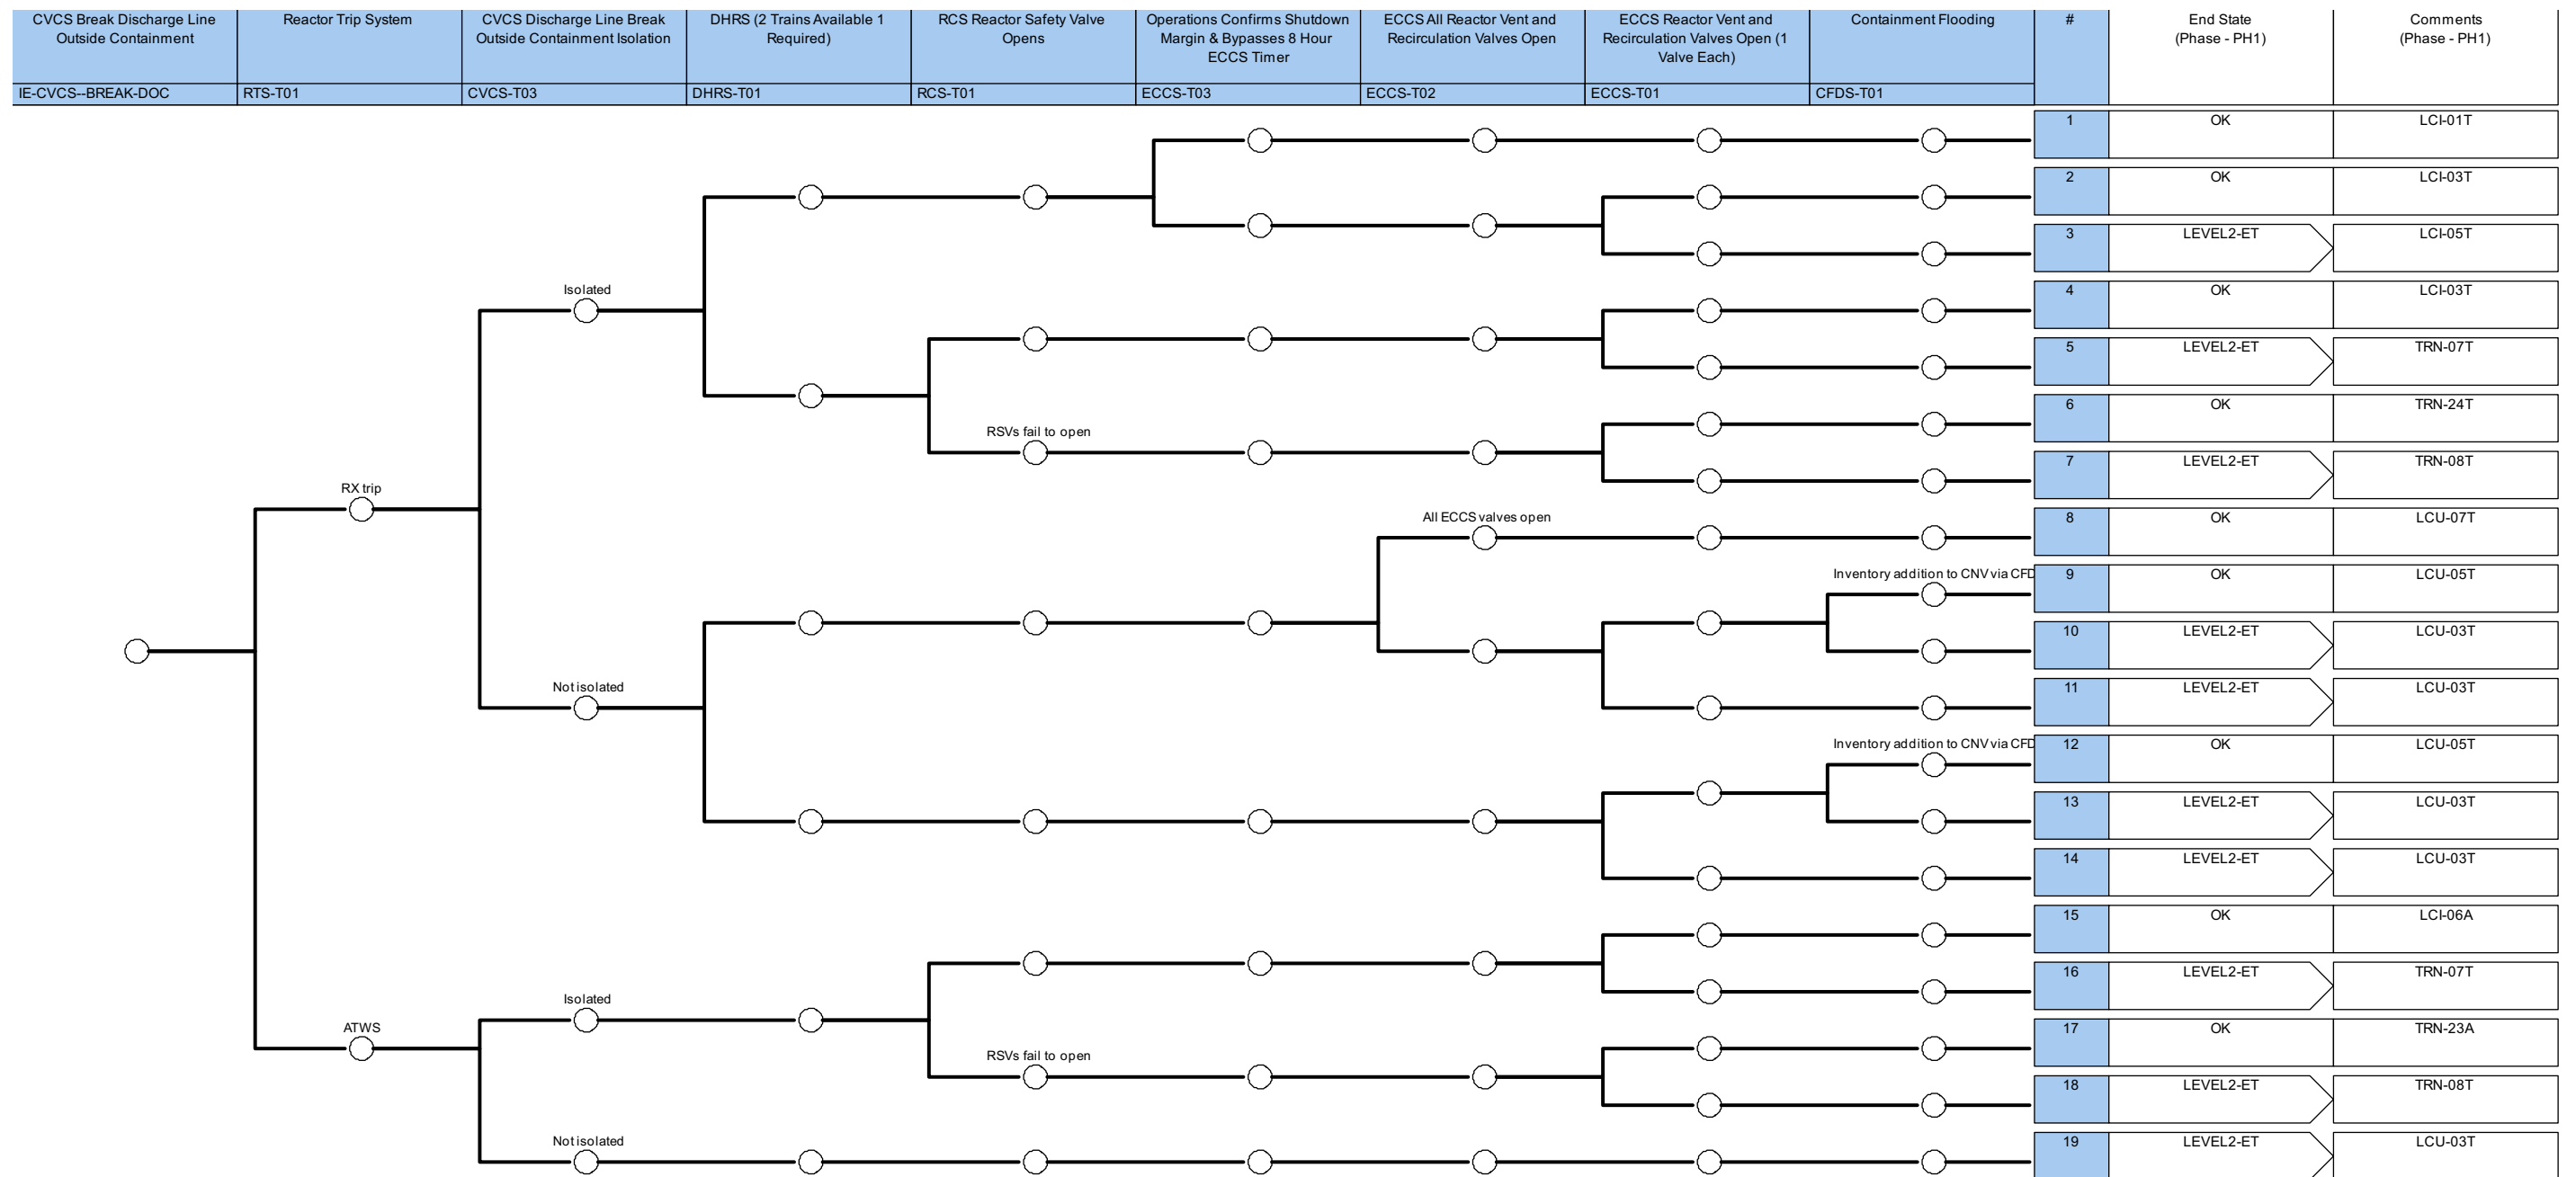 CVCS Break Discharge Line
Outside Containment
Reactor Trip System
CVCS Discharge Line Break
Outside Containment Isolation
DHRS (2 Trains Available 1
Required)
RCS Reactor Safety Valve
Opens
Operations Confirms Shutdown
Margin & Bypasses 8 Hour
ECCS Timer
ECCS All Reactor Vent and
Recirculation Valves Open
ECCS Reactor Vent and
Recirculation Valves Open (1
Valve Each)
Containment Flooding
#
End State
(Phase - PH1)
Comments
(Phase - PH1)
IE-CVCS--BREAK-DOC
RTS-T01
CVCS-T03
DHRS-T01
RCS-T01
ECCS-T03
ECCS-T02
ECCS-T01
CFDS-T01
1
OK
LCI-01T
2
OK
LCI-03T
3
LEVEL2-ET
LCI-05T
Isolated
4
OK
LCI-03T
5
LEVEL2-ET
TRN-07T
6
OK
TRN-24T
RSVs fail to open
7
LEVEL2-ET
TRN-08T
RX trip
All ECCS valves open
8
OK
LCU-07T
Inventory addition to CNV via CFD
9
OK
LCU-05T
10
LEVEL2-ET
LCU-03T
Not isolated
11
LEVEL2-ET
LCU-03T
Inventory addition to CNV via CFD
12
OK
LCU-05T
13
LEVEL2-ET
LCU-03T
14
LEVEL2-ET
LCU-03T
15
OK
LCI-06A
16
LEVEL2-ET
TRN-07T
Isolated
ATWS
17
OK
TRN-23A
RSVs fail to open
18
LEVEL2-ET
TRN-08T
Not isolated
19
LEVEL2-ET
LCU-03T